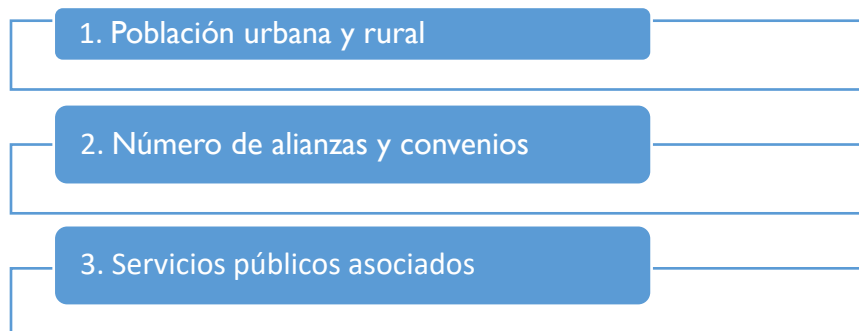 1. Población urbana y rural
2. Número de alianzas y convenios
3. Servicios públicos asociados